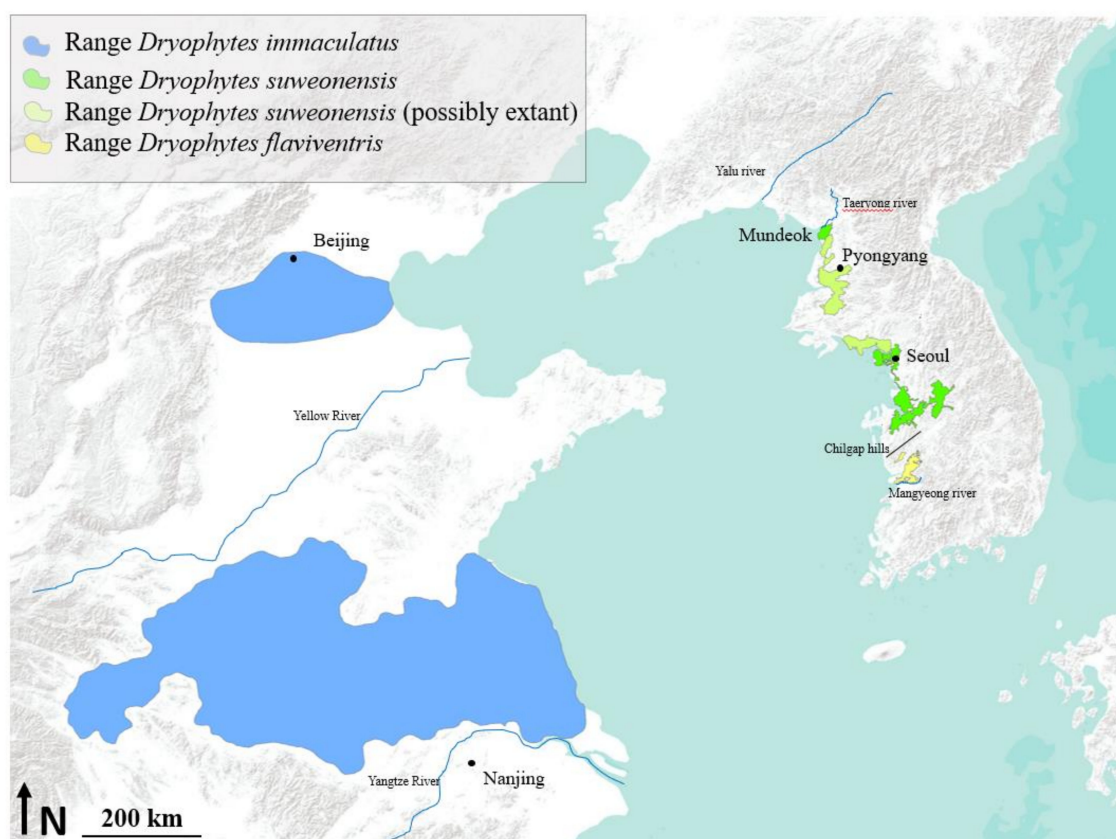 Range Dryophytes immaculatus
Range Dryophytes suweonensis
Range Dryophytes suweonensis (possibly extant)
Range Dryophytes flaviventris
Yalu river
Taeryong river
Mundeok
Beijing
Pyongyang
Seoul
Yellow River
Chilgap hills
Mangyeong river
Yangtze River
Nanjing
N
200 km